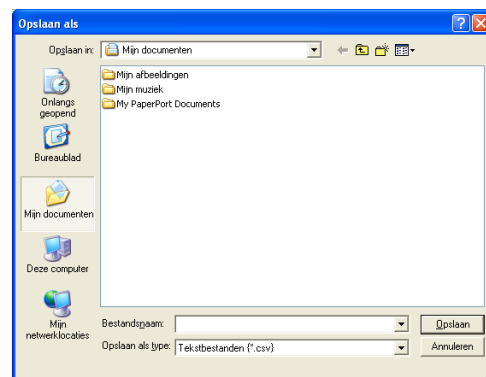 Opslaan als
Opslaan in:
Mijn documenten
Mijn afbeeldingen
Mijn muziek
My PaperPort Documents
Onlangs
geopend
Bureaublad
Mijn documenten
Deze computer
Mijn
netwerklocaties
Bestandsnaam:
Opslaan
Opslaan als type:
Tekstbestanden {*.csv}
Annuleren